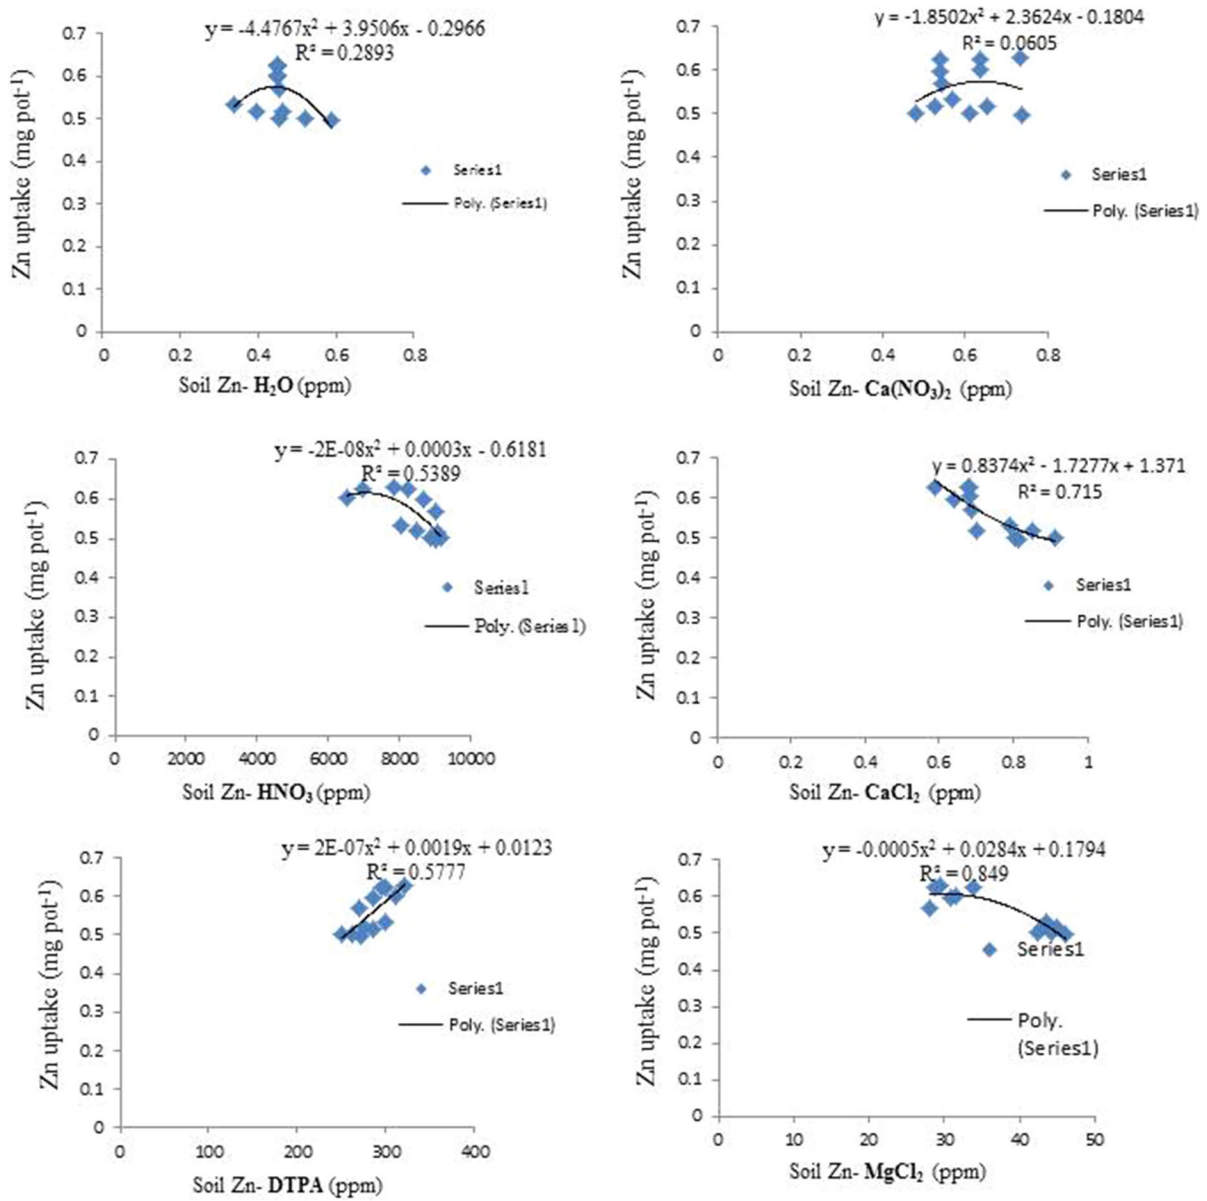 y = -4.4767x² + 3.9506x - 0.2966
R² = 0.2893
0.7
0.6
0.5
0.4
0.3
0.2
0.1
0
Zn uptake (mg pot⁻¹)
Series1
Poly. (Series1)
0 0.2 0.4 0.6 0.8
Soil Zn- H₂O (ppm)
y = -1.8502x² + 2.3624x - 0.1804
R² = 0.0605
0.7
0.6
0.5
0.4
0.3
0.2
0.1
0
Zn uptake (mg pot⁻¹)
Series1
Poly. (Series1)
0 0.2 0.4 0.6 0.8
Soil Zn- Ca(NO₃)₂ (ppm)
y = -2E-08x² + 0.0003x - 0.6181
R² = 0.5389
0.7
0.6
0.5
0.4
0.3
0.2
0.1
0
Zn uptake (mg pot⁻¹)
Series1
Poly. (Series1)
0 2000 4000 6000 8000 10000
Soil Zn- HNO₃ (ppm)
y = 0.8374x² - 1.7277x + 1.371
R² = 0.715
0.7
0.6
0.5
0.4
0.3
0.2
0.1
0
Zn uptake (mg pot⁻¹)
Series1
Poly. (Series1)
0 0.2 0.4 0.6 0.8 1
Soil Zn- CaCl₂ (ppm)
y = 2E-07x² + 0.0019x + 0.0123
R² = 0.5777
0.7
0.6
0.5
0.4
0.3
0.2
0.1
0
Zn uptake (mg pot⁻¹)
Series1
Poly. (Series1)
0 100 200 300 400
Soil Zn- DTPA (ppm)
y = -0.0005x² + 0.0284x + 0.1794
R² = 0.849
0.7
0.6
0.5
0.4
0.3
0.2
0.1
0
Zn uptake (mg pot⁻¹)
Series1
Poly.
(Series1)
0 10 20 30 40 50
Soil Zn- MgCl₂ (ppm)